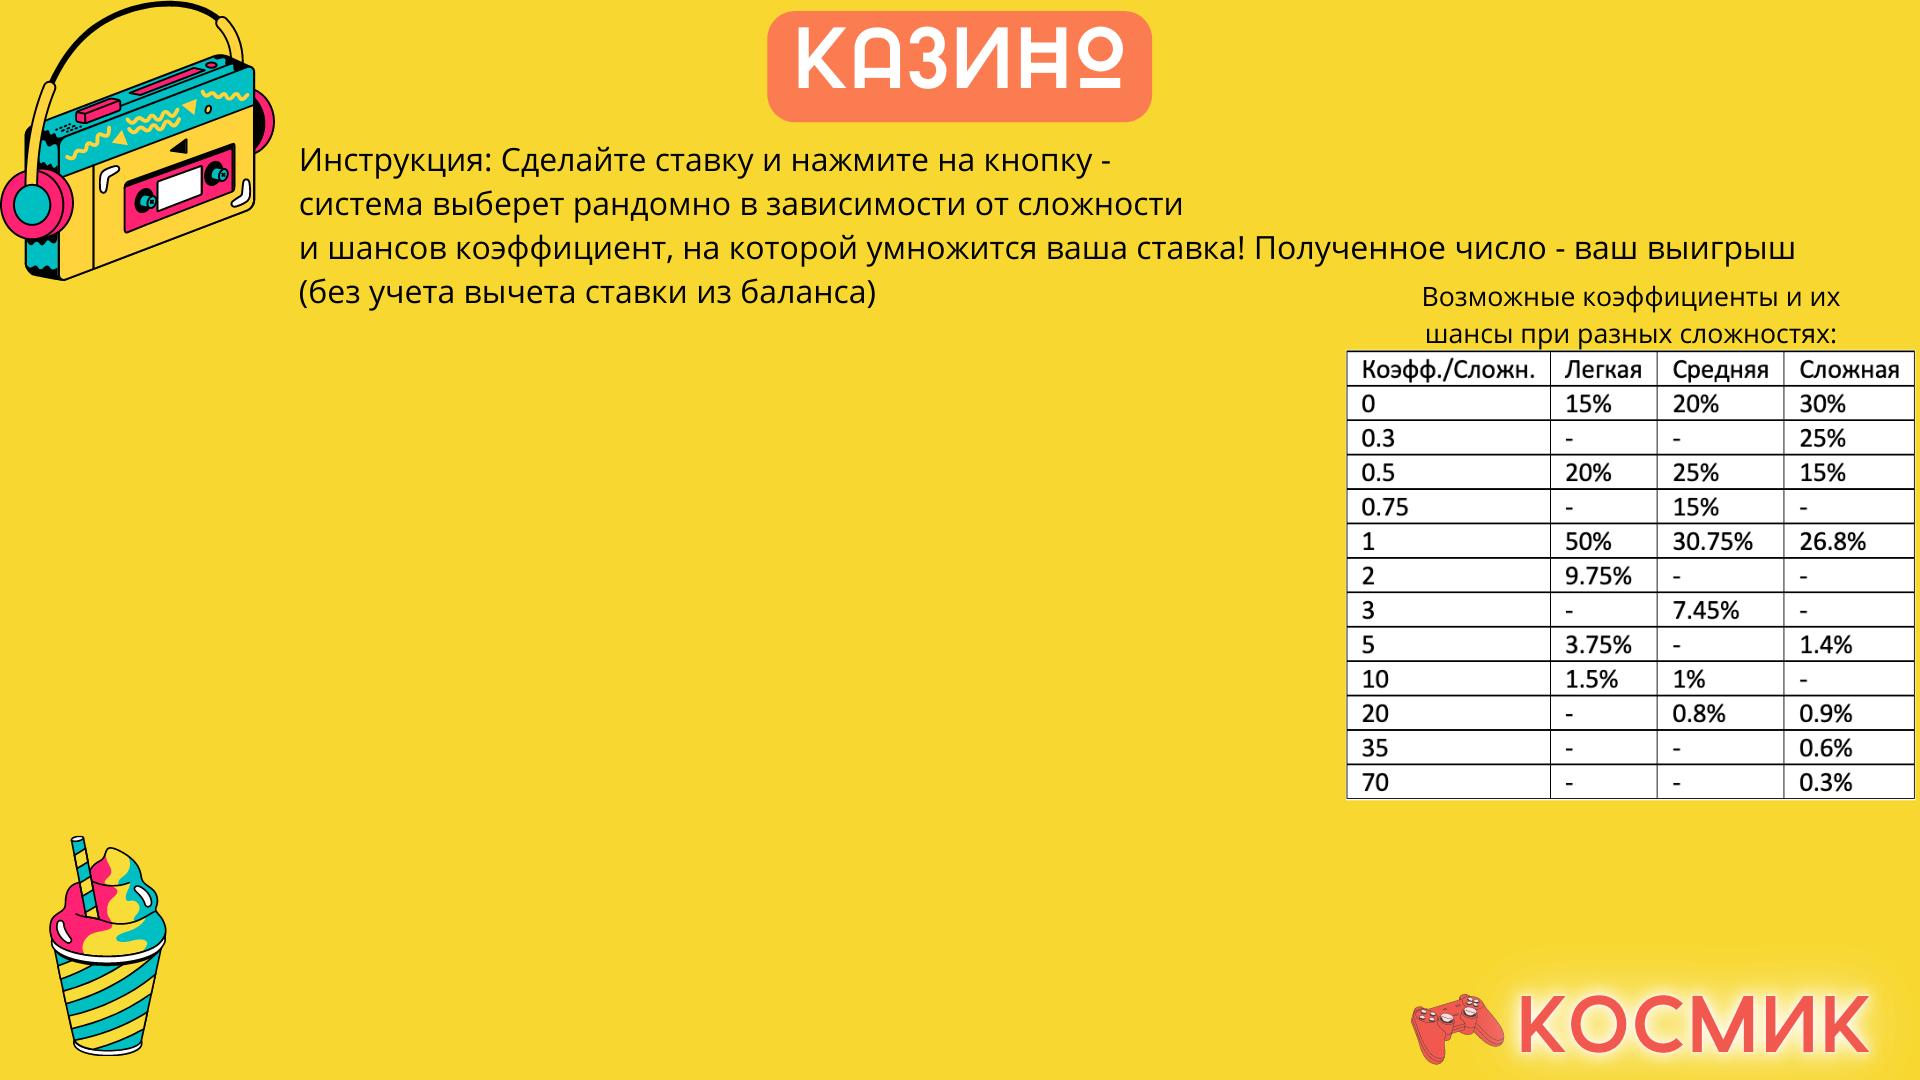 КАЗИНО
Инструкция: Сделайте ставку и нажмите на кнопку -
система выберет рандомно в зависимости от сложности
и шансов коэффициент, на которой умножится ваша ставка! Полученное число - ваш выигрыш
(без учета вычета ставки из баланса)
Возможные коэффициенты и их
шансы при разных сложностях:
Коэфф./Сложн. Легкая Средняя Сложная
0 15% 20% 30%
0.3 - - 25%
0.5 20% 25% 15%
0.75 - 15% -
1 50% 30.75% 26.8%
2 9.75% - -
3 - 7.45% -
5 3.75% - 1.4%
10 1.5% 1% -
20 - 0.8% 0.9%
35 - - 0.6%
70 - - 0.3%
КОСМИК